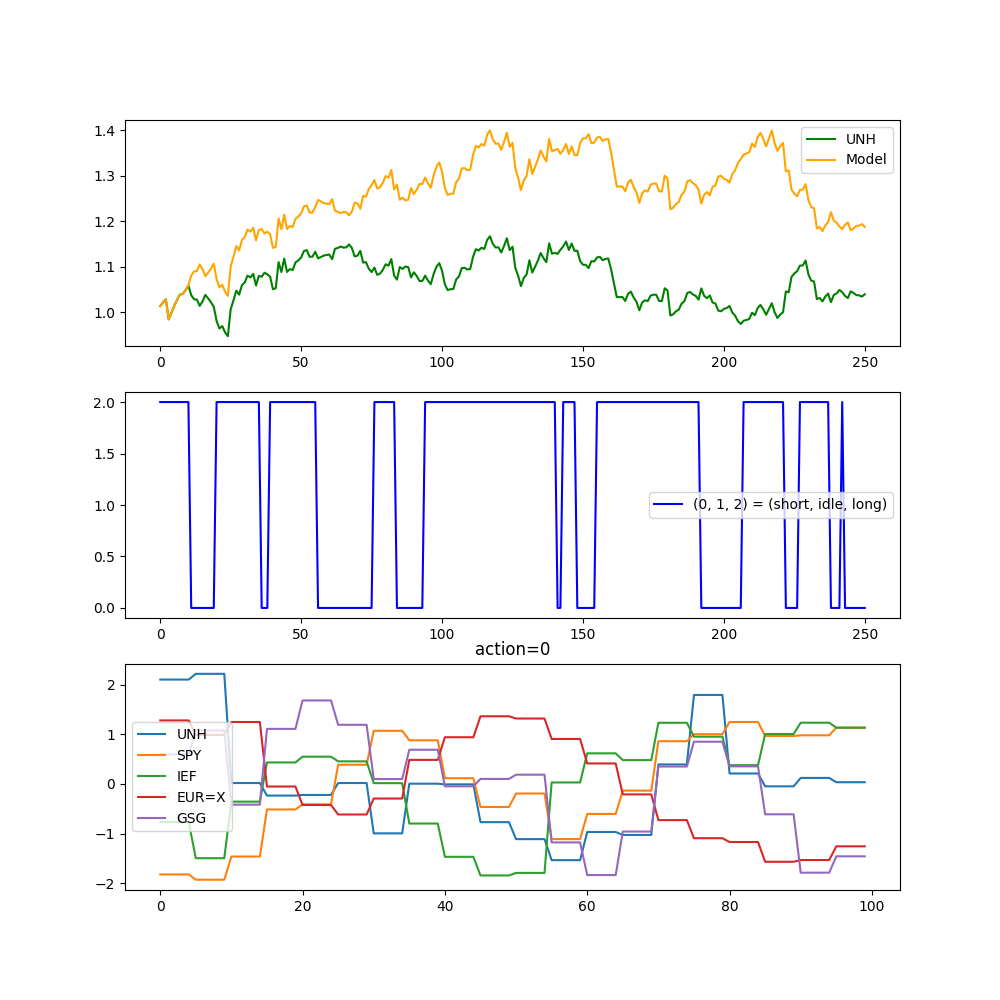 1.4
1.3
1.2
1.1
1.0
UNH
Model
0 50 100 150 200 250
2.0
1.5
1.0
0.5
0.0
(0, 1, 2) = (short, idle, long)
0 50 100 150 200 250
action=0
2
1
0
−1
−2
UNH
SPY
IEF
EUR=X
GSG
0 20 40 60 80 100